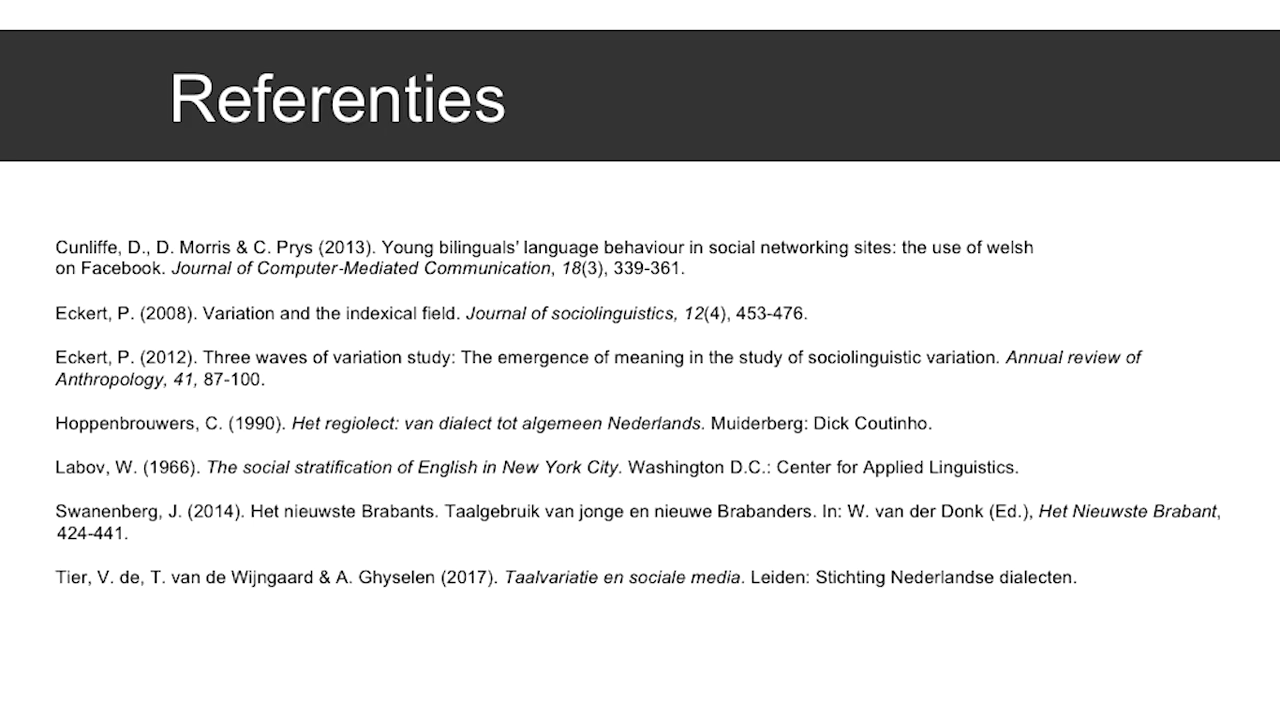 Referenties
Cunliffe, D., D. Morris & C. Prys (2013). Young bilinguals' language behaviour in social networking sites: the use of welsh
on Facebook. Journal of Computer-Mediated Communication, 18(3), 339-361.
Eckert, P. (2008). Variation and the indexical field. Journal of sociolinguistics, 12(4), 453-476.
Eckert, P. (2012). Three waves of variation study: The emergence of meaning in the study of sociolinguistic variation. Annual review of
Anthropology, 41, 87-100.
Hoppenbrouwers, C. (1990). Het regiolect: van dialect tot algemeen Nederlands. Muiderberg: Dick Coutinho.
Labov, W. (1966). The social stratification of English in New York City. Washington D.C.: Center for Applied Linguistics.
Swanenberg, J. (2014). Het nieuwste Brabants. Taalgebruik van jonge en nieuwe Brabanders. In: W. van der Donk (Ed.), Het Nieuwste Brabant,
424-441.
Tier, V. de, T. van de Wijngaard & A. Ghyselen (2017). Taalvariatie en sociale media. Leiden: Stichting Nederlandse dialecten.